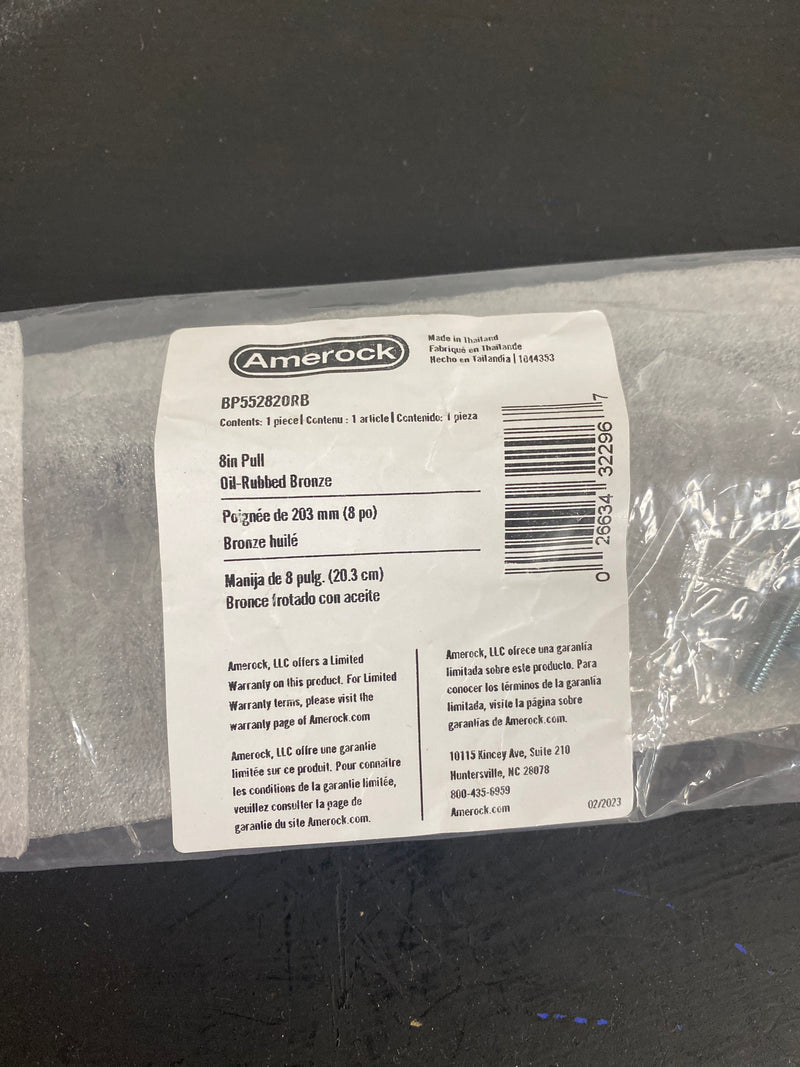 Amerock
Made in Thailand
Fabriqué en Thaïlande
Hecho en Tailandia | 1044353
BP55282ORB
Contents: 1 piece | Contenu : 1 article | Contenido: 1 pieza
8in Pull
Oil-Rubbed Bronze
Poignée de 203 mm (8 po)
Bronze huilé
Manija de 8 pulg. (20.3 cm)
Bronce frotado con aceite
0 26634 32296 7
Amerock, LLC offers a Limited
Warranty on this product. For Limited
Warranty terms, please visit the
warranty page of Amerock.com
Amerock, LLC offre une garantie
limitée sur ce produit. Pour connaître
les conditions de la garantie limitée,
veuillez consulter la page de
garantie du site Amerock.com.
Amerock, LLC ofrece una garantía
limitada sobre este producto. Para
conocer los términos de la garantía
limitada, visite la página sobre
garantías de Amerock.com.
10115 Kincey Ave, Suite 210
Huntersville, NC 28078
800-435-6959
Amerock.com
02/2023